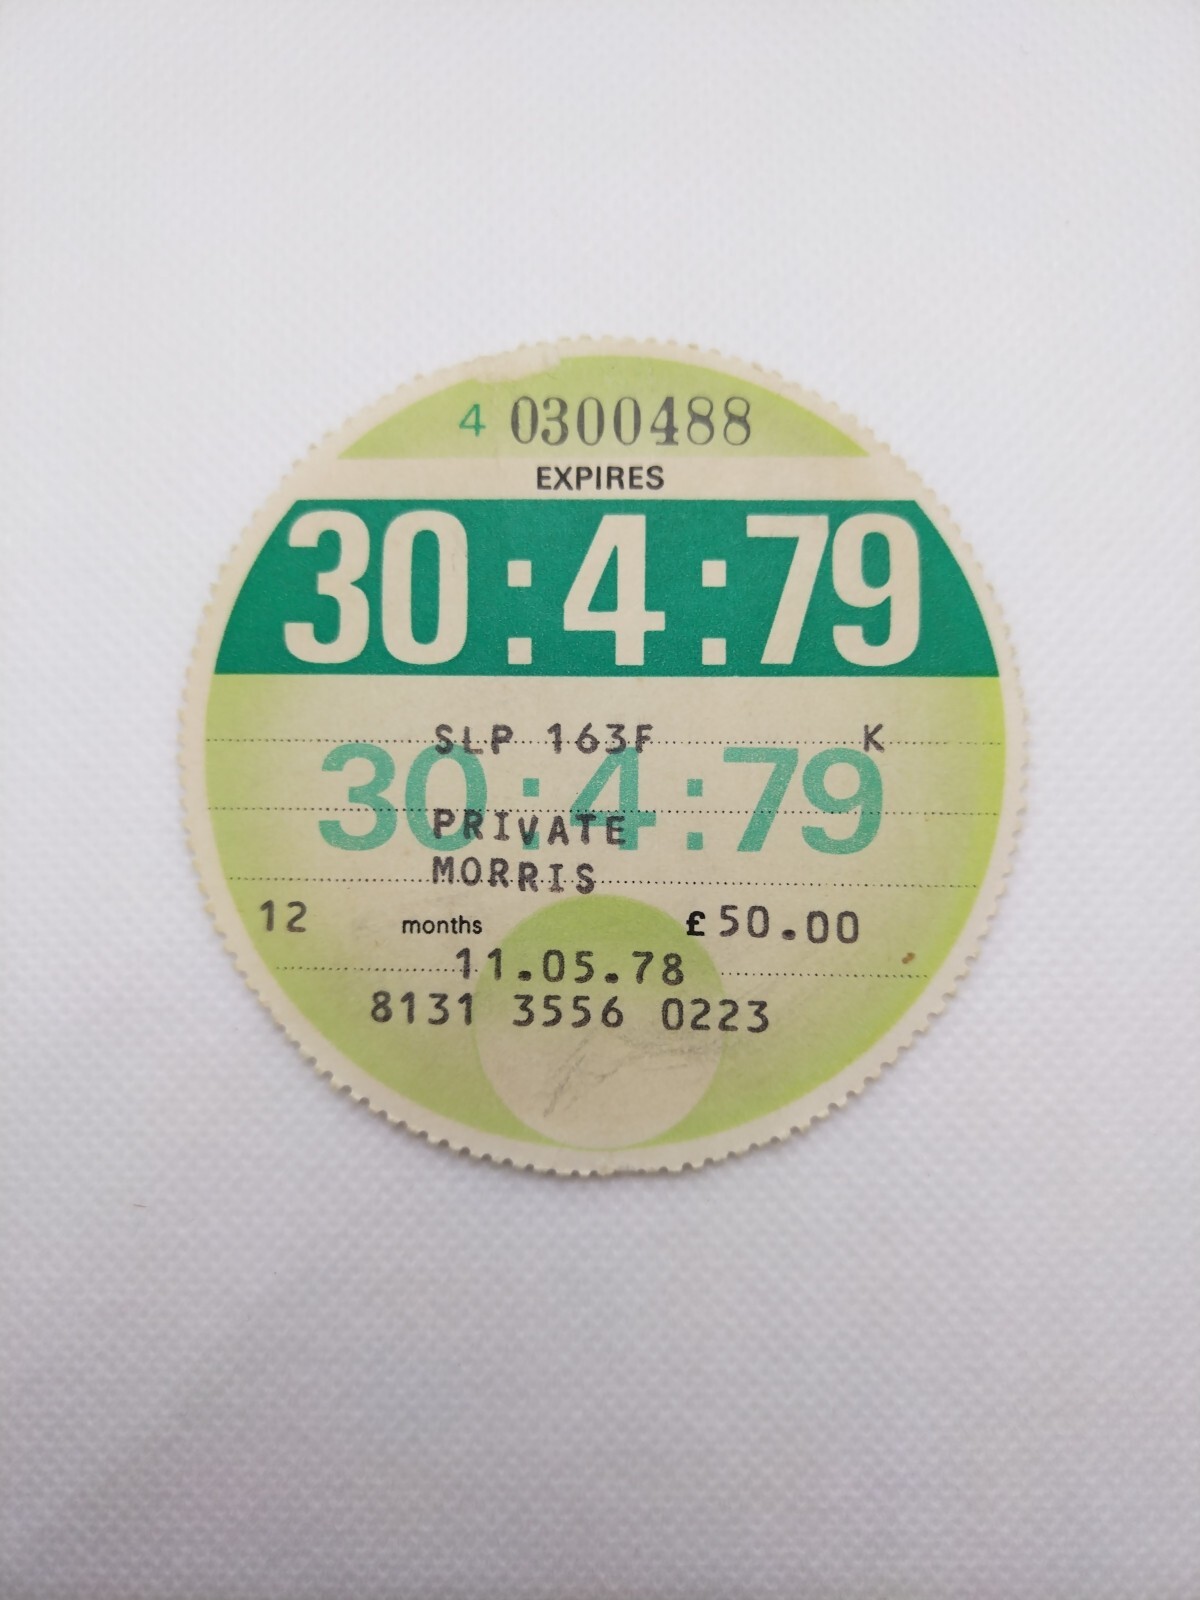 4 0300488
EXPIRES
30:4:79
SLP 163F K
30:4:79
PRIVATE
MORRIS
12 months £50.00
11.05.78
8131 3556 0223